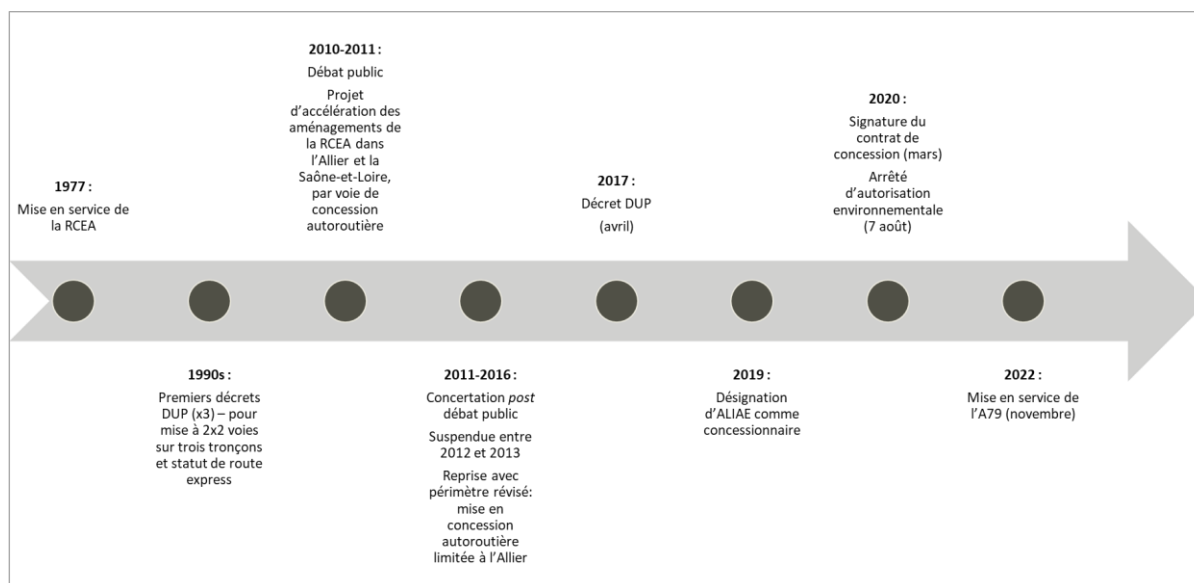 1977 :
Mise en service de
la RCEA
1990s :
Premiers décrets
DUP (x3) – pour
mise à 2x2 voies
sur trois tronçons
et statut de route
express
2010-2011 :
Débat public
Projet
d’accélération des
aménagements de
la RCEA dans
l’Allier et la
Saône-et-Loire,
par voie de
concession
autoroutière
2011-2016 :
Concertation post
débat public
Suspendue entre
2012 et 2013
Reprise avec
périmètre révisé:
mise en
concession
autoroutière
limitée à l’Allier
2017 :
Décret DUP
(avril)
2019 :
Désignation
d’ALIAE comme
concessionnaire
2020 :
Signature du
contrat de
concession (mars)
Arrêté
d’autorisation
environnementale
(7 août)
2022 :
Mise en service de
l’A79 (novembre)